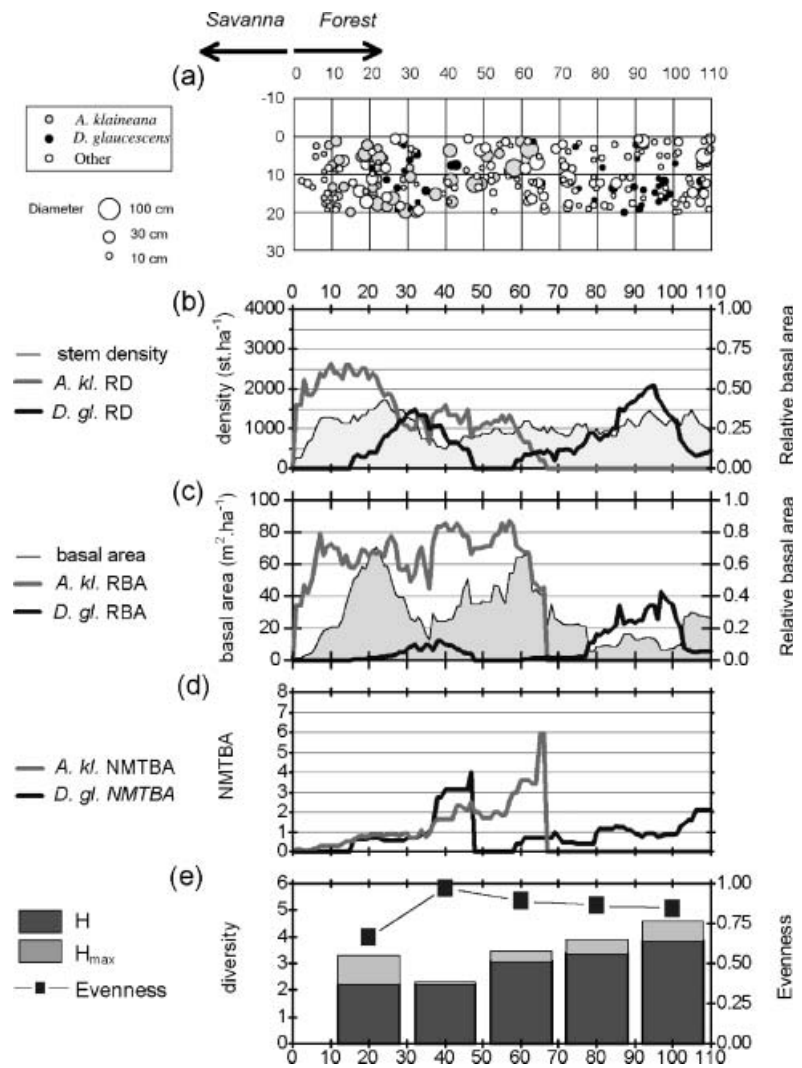 Savanna Forest
(a)
0 10 20 30 40 50 60 70 80 90 100 110
-10
0
10
20
30
A. klaineana
D. glaucescens
Other
Diameter
100 cm
30 cm
10 cm
(b)
0 10 20 30 40 50 60 70 80 90 100 110
4000
3000
2000
1000
0
density (st.ha-1)
1.00
0.75
0.50
0.25
0.00
Relative basal area
stem density
A. kl. RD
D. gl. RD
(c)
100
80
60
40
20
0
basal area (m2.ha-1)
1.0
0.8
0.6
0.4
0.2
0.0
Relative basal area
basal area
A. kl. RBA
D. gl. RBA
(d)
8
7
6
5
4
3
2
1
0
NMTBA
A. kl. NMTBA
D. gl. NMTBA
(e)
6
5
4
3
2
1
0
diversity
1.00
0.75
0.50
0.25
0.00
Evenness
H
Hmax
Evenness
0 10 20 30 40 50 60 70 80 90 100 110